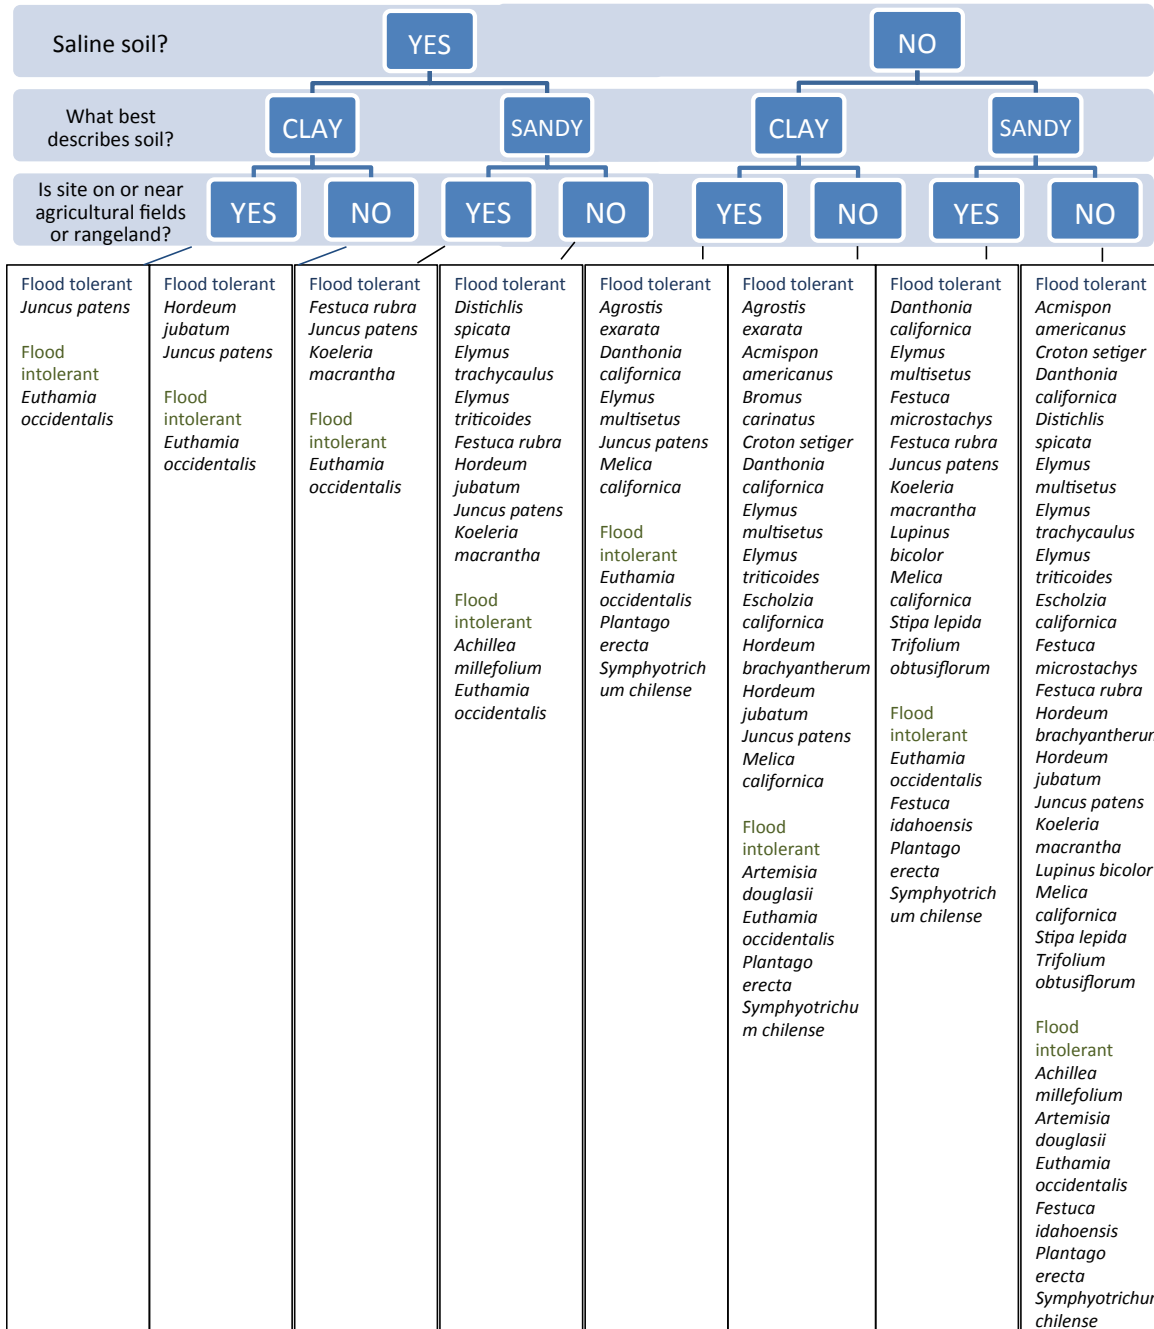 Saline soil?
YES
NO
What best
describes soil?
CLAY
SANDY
CLAY
SANDY
Is site on or near
agricultural fields
or rangeland?
YES
NO
YES
NO
YES
NO
YES
NO
Flood tolerant
Juncus patens
Flood
intolerant
Euthamia
occidentalis
Flood tolerant
Hordeum
jubatum
Juncus patens
Flood
intolerant
Euthamia
occidentalis
Flood tolerant
Festuca rubra
Juncus patens
Koeleria
macrantha
Flood
intolerant
Euthamia
occidentalis
Flood tolerant
Distichlis
spicata
Elymus
trachycaulus
Elymus
triticoides
Festuca rubra
Hordeum
jubatum
Juncus patens
Koeleria
macrantha
Flood
intolerant
Achillea
millefolium
Euthamia
occidentalis
Flood tolerant
Agrostis
exarata
Danthonia
californica
Elymus
multisetus
Juncus patens
Melica
californica
Flood
intolerant
Euthamia
occidentalis
Plantago
erecta
Symphyotrich
um chilense
Flood tolerant
Agrostis
exarata
Acmispon
americanus
Bromus
carinatus
Croton setiger
Danthonia
californica
Elymus
multisetus
Elymus
triticoides
Escholzia
californica
Hordeum
brachyantherum
Hordeum
jubatum
Juncus patens
Melica
californica
Flood
intolerant
Artemisia
douglasii
Euthamia
occidentalis
Plantago
erecta
Symphyotrichu
m chilense
Flood tolerant
Danthonia
californica
Elymus
multisetus
Festuca
microstachys
Festuca rubra
Juncus patens
Koeleria
macrantha
Lupinus
bicolor
Melica
californica
Stipa lepida
Trifolium
obtusiflorum
Flood
intolerant
Euthamia
occidentalis
Festuca
idahoensis
Plantago
erecta
Symphyotrich
um chilense
Flood tolerant
Acmispon
americanus
Croton setiger
Danthonia
californica
Distichlis
spicata
Elymus
multisetus
Elymus
trachycaulus
Elymus
triticoides
Escholzia
californica
Festuca
microstachys
Festuca rubra
Hordeum
brachyantherum
Hordeum
jubatum
Juncus patens
Koeleria
macrantha
Lupinus bicolor
Melica
californica
Stipa lepida
Trifolium
obtusiflorum
Flood
intolerant
Achillea
millefolium
Artemisia
douglasii
Euthamia
occidentalis
Festuca
idahoensis
Plantago
erecta
Symphyotrichum
chilense